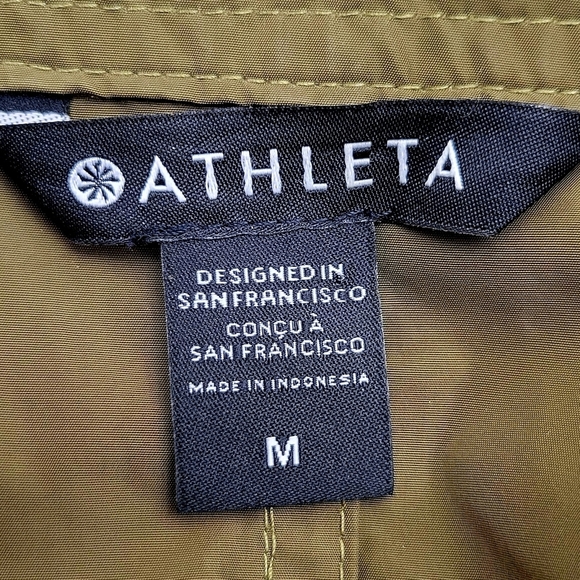 ATHLETA
DESIGNED IN
SAN FRANCISCO
CONÇU À
SAN FRANCISCO
MADE IN INDONESIA
M